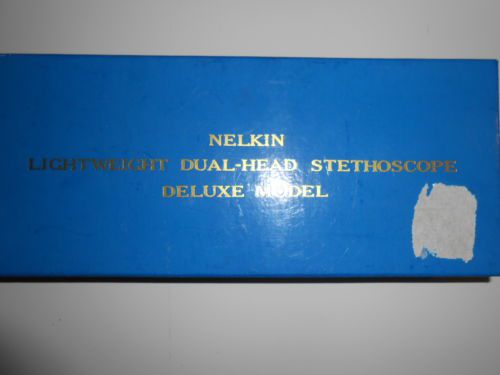 NELKIN
LIGHTWEIGHT DUAL-HEAD STETHOSCOPE
DELUXE MODEL